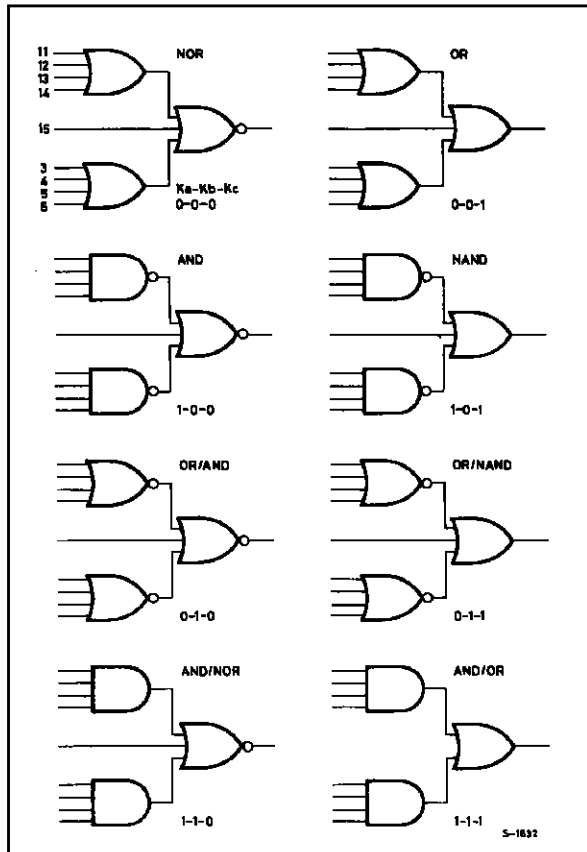 11
NOR
OR
12
13
14
15
3
4
5
6
Ka-Kb-Kc
0-0-0
0-0-1
AND
NAND
1-0-0
1-0-1
OR/AND
OR/NAND
0-1-0
0-1-1
AND/NOR
AND/OR
1-1-0
1-1-1
S-1632